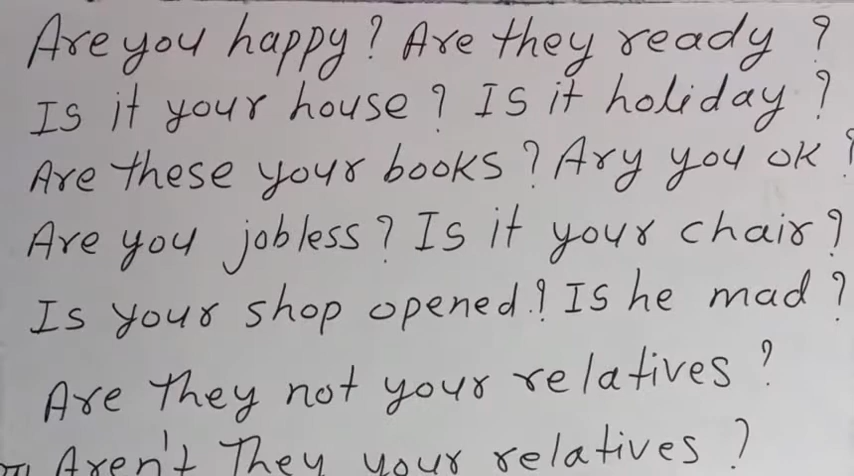 Are you happy? Are they ready ?
Is it your house ? Is it holiday ?
Are these your books ? Ary you ok ?
Are you jobless ? Is it your chair ?
Is your shop opened.? Is he mad ?
Are they not your relatives ?
Aren't They your relatives ?